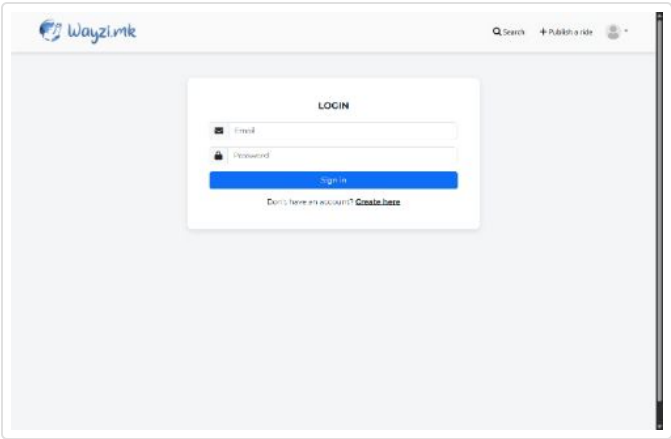 Wayzi.mk
Search + Publish a ride
LOGIN
Email
Password
Sign in
Don't have an account? Create here